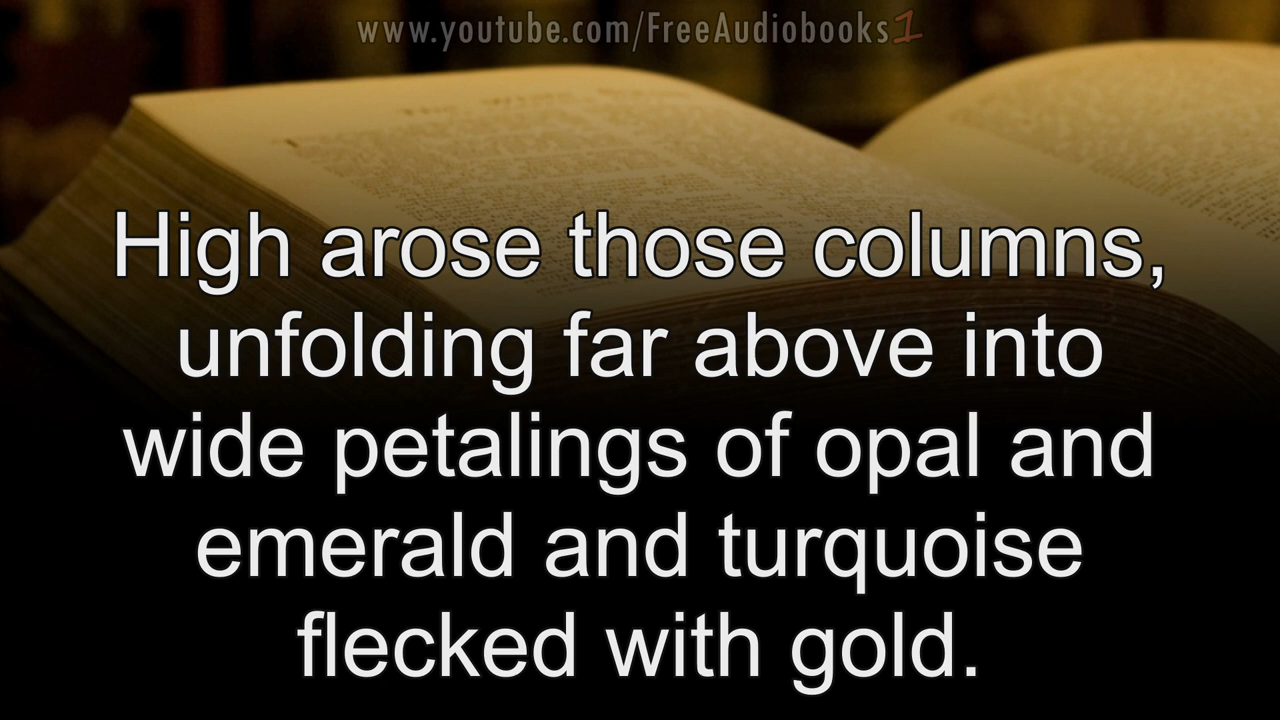 www.youtube.com/FreeAudiobooks1
High arose those columns,
unfolding far above into
wide petalings of opal and
emerald and turquoise
flecked with gold.